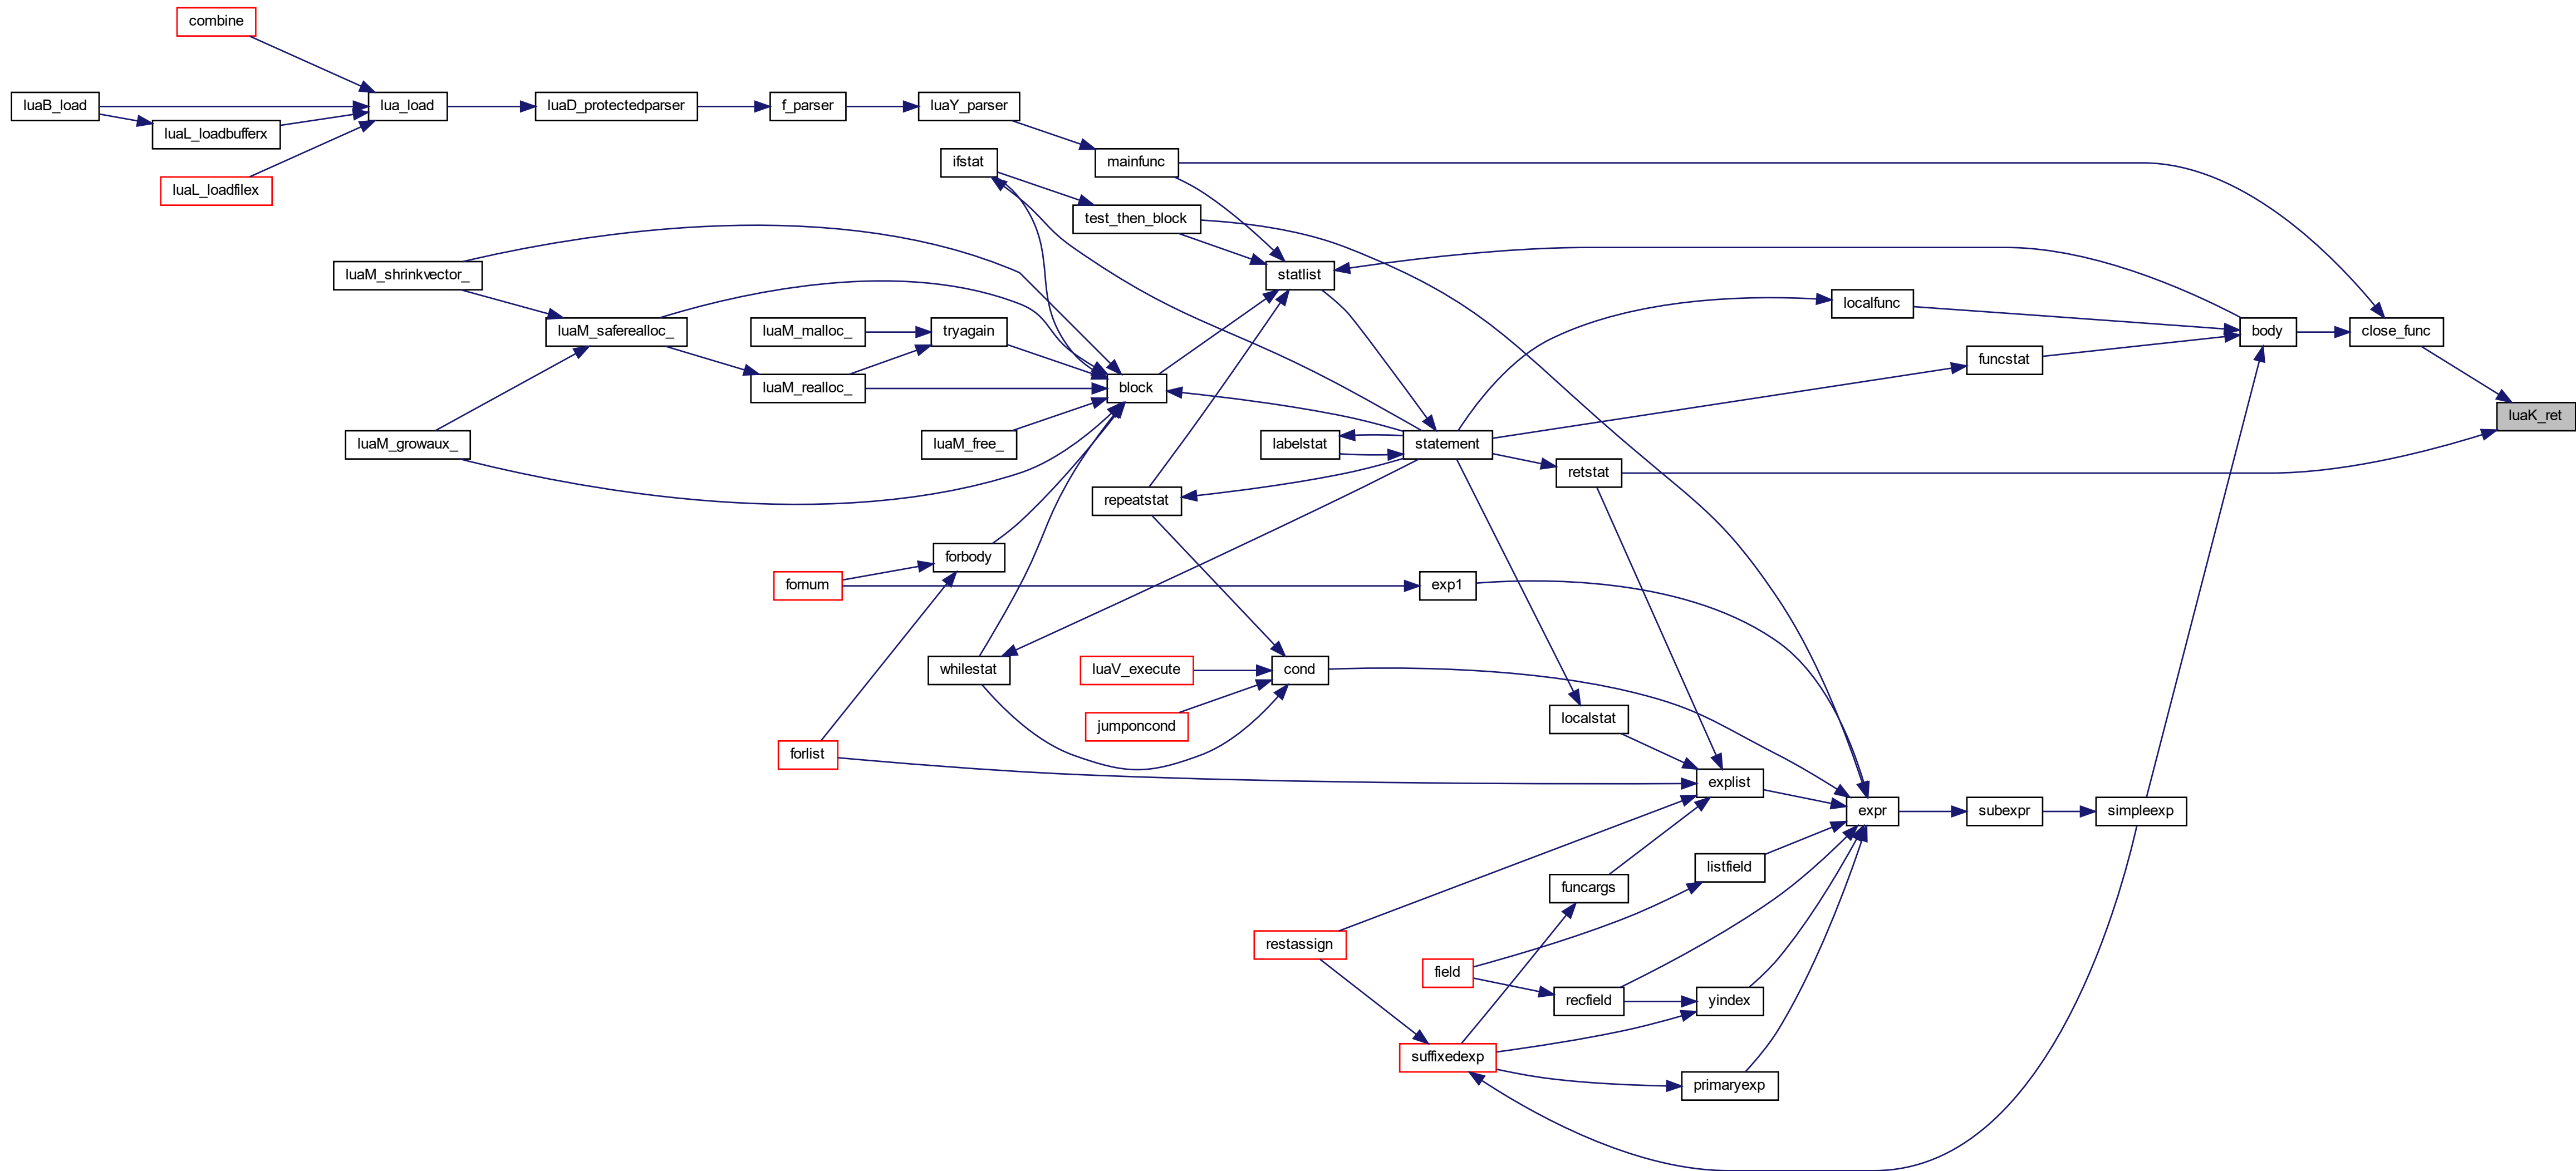 combine
luaB_load
lua_load
luaD_protectedparser
f_parser
luaY_parser
luaL_loadbufferx
ifstat
mainfunc
luaL_loadfilex
test_then_block
luaM_shrinkvector_
statlist
localfunc
luaM_saferealloc_
luaM_malloc_
tryagain
body
close_func
funcstat
luaM_realloc_
block
luaK_ret
luaM_growaux_
luaM_free_
labelstat
statement
retstat
repeatstat
forbody
fornum
exp1
whilestat
luaV_execute
cond
jumponcond
localstat
forlist
explist
expr
subexpr
simpleexp
listfield
funcargs
restassign
field
recfield
yindex
suffixedexp
primaryexp